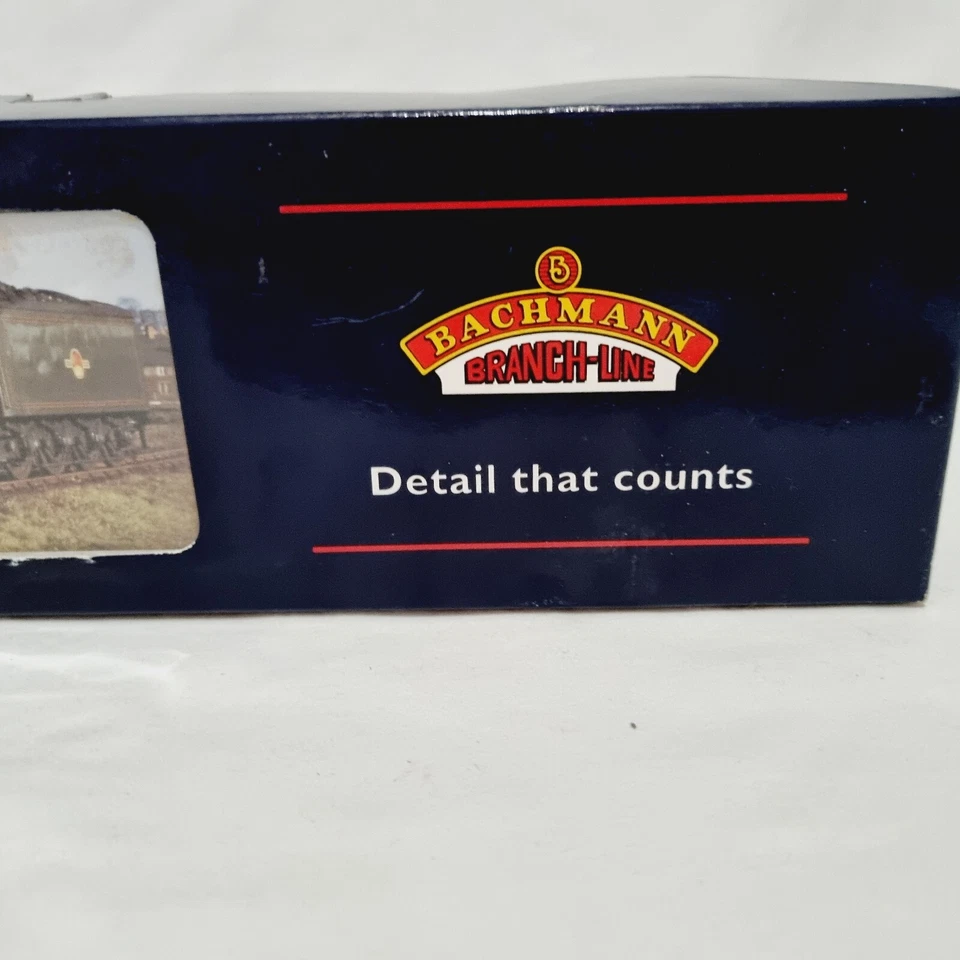 B
BACHMANN
BRANCH-LINE
Detail that counts